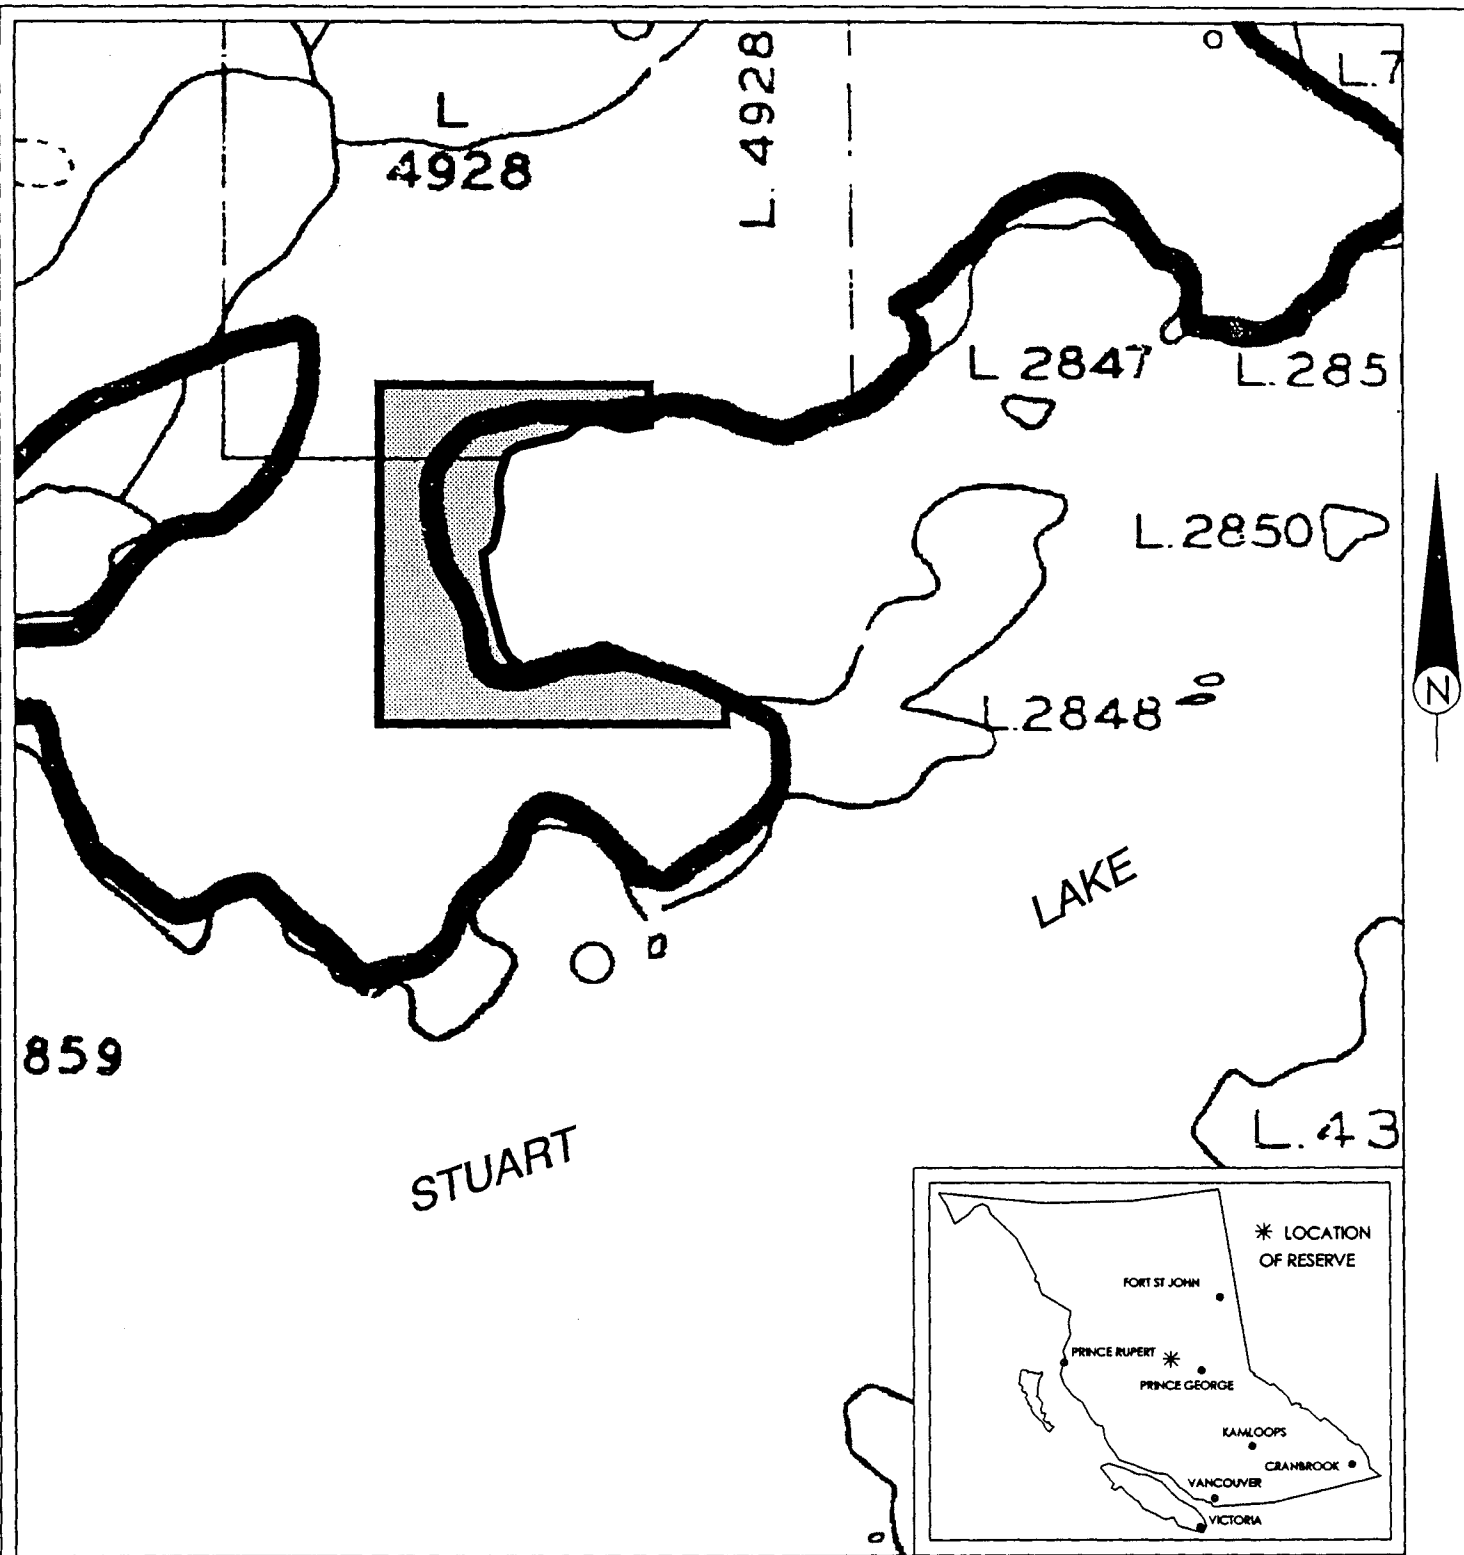 L.7
L
4928
L. 4928
L 2847
L.285
L.2850
N
L.2848
LAKE
859
STUART
L.43
LOCATION
OF RESERVE
FORT ST JOHN
PRINCE RUPERT
PRINCE GEORGE
KAMLOOPS
CRANBROOK
VANCOUVER
VICTORIA